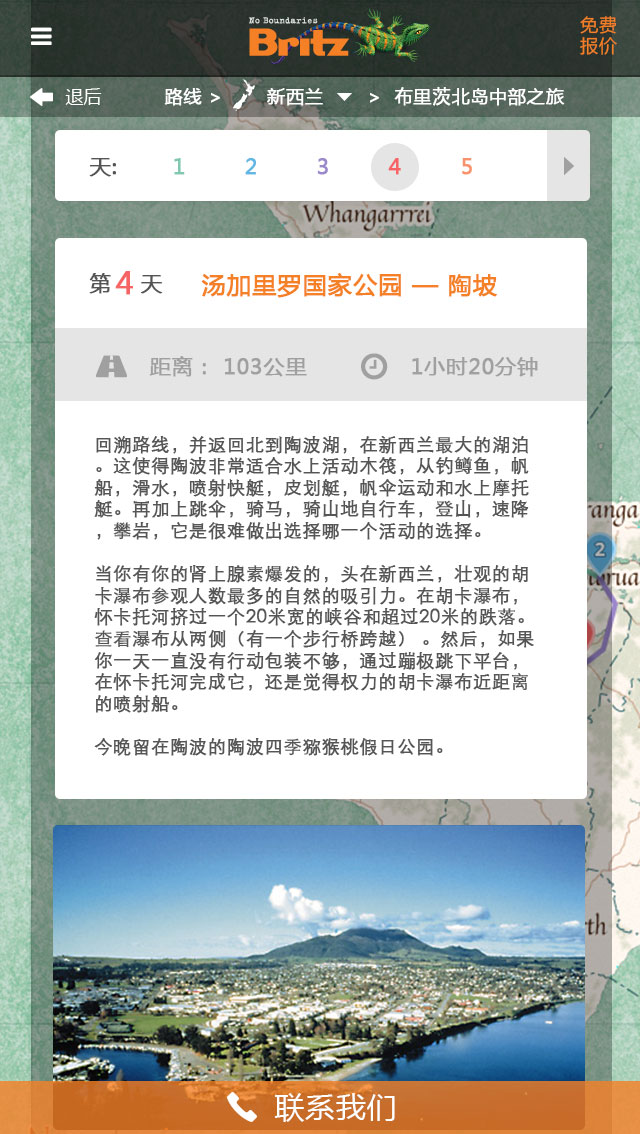 No Boundaries
Britz
免费
报价
退后 路线 > 新西兰 > 布里茨北岛中部之旅
天: 1 2 3 4 5
Whangarrrei
第4天 汤加里罗国家公园 — 陶坡
距离： 103公里 1小时20分钟
回溯路线，并返回北到陶波湖，在新西兰最大的湖泊
。这使得陶波非常适合水上活动木筏，从钓鳟鱼，帆
船，滑水，喷射快艇，皮划艇，帆伞运动和水上摩托
艇。再加上跳伞，骑马，骑山地自行车，登山，速降
，攀岩，它是很难做出选择哪一个活动的选择。
当你有你的肾上腺素爆发的，头在新西兰，壮观的胡
卡瀑布参观人数最多的自然的吸引力。在胡卡瀑布，
怀卡托河挤过一个20米宽的峡谷和超过20米的跌落。
查看瀑布从两侧（有一个步行桥跨越） 。然后，如果
你一天一直没有行动包装不够，通过蹦极跳下平台，
在怀卡托河完成它，还是觉得权力的胡卡瀑布近距离
的喷射船。
今晚留在陶波的陶波四季猕猴桃假日公园。
2
联系我们